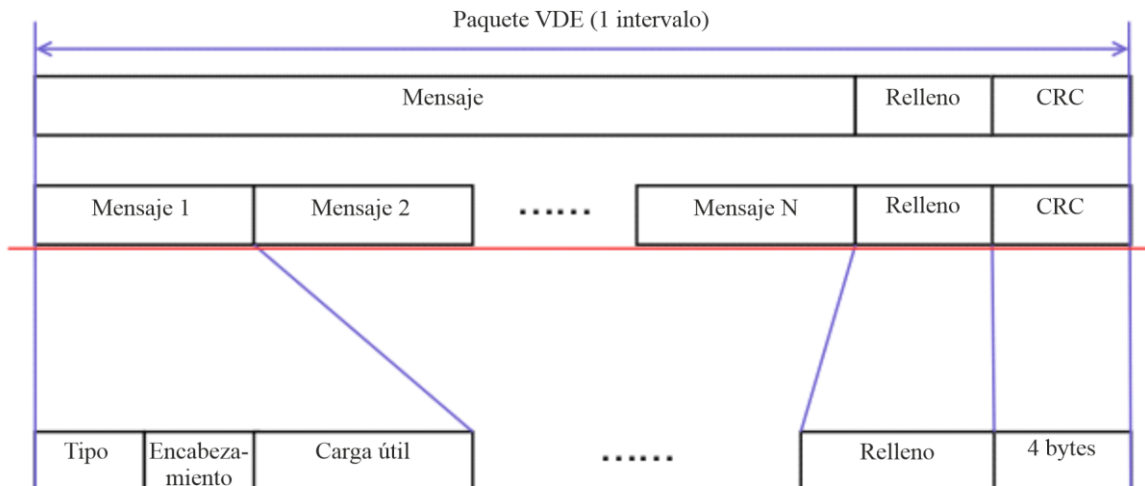 Paquete VDE (1 intervalo)
Mensaje Relleno CRC
Mensaje 1 Mensaje 2 ...... Mensaje N Relleno CRC
Tipo Encabeza- Carga útil ...... Relleno 4 bytes
miento